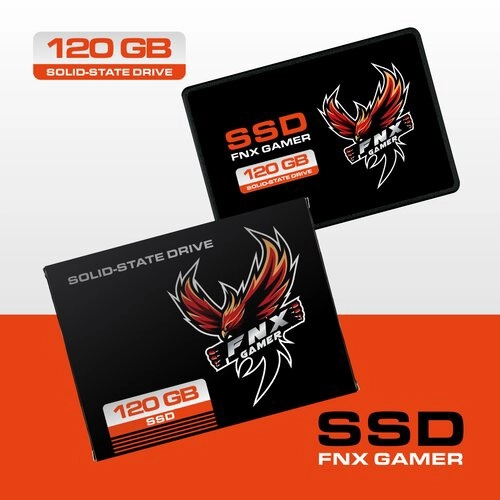 120 GB
SOLID-STATE DRIVE
SSD
FNX GAMER
120 GB
SOLID-STATE DRIVE
FNX
GAMER
SOLID-STATE DRIVE
FNX
GAMER
120 GB
SSD
SSD
FNX GAMER